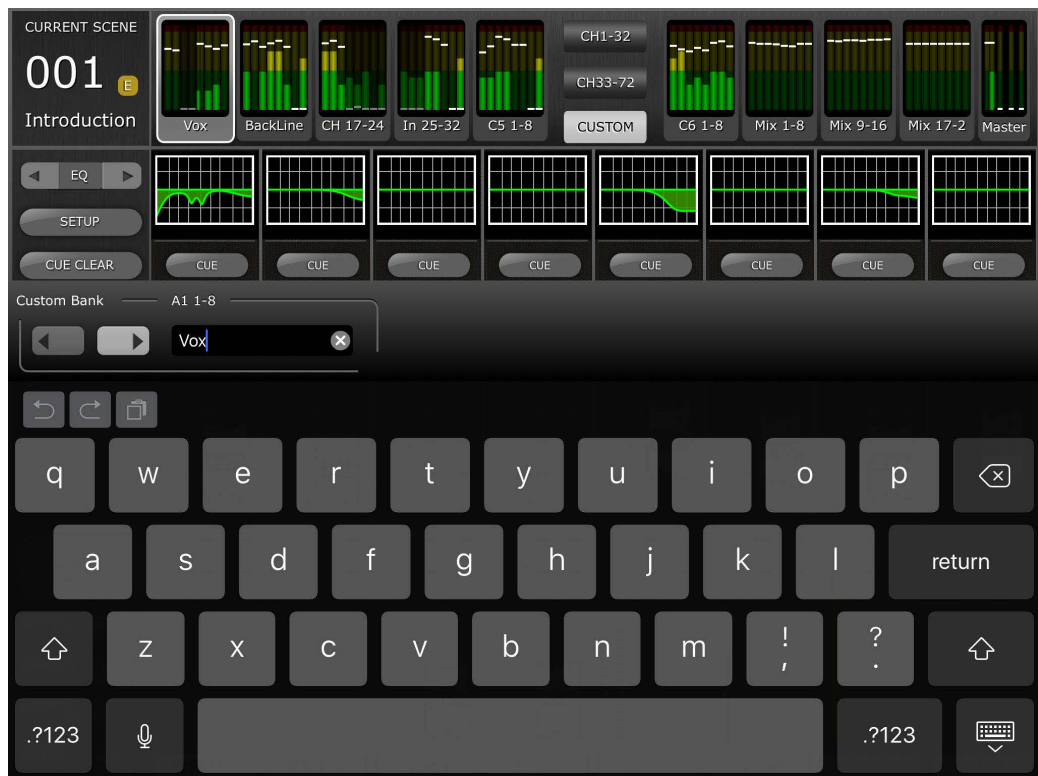 CURRENT SCENE
001 E
Introduction
Vox BackLine CH 17-24 In 25-32 C5 1-8
CH1-32
CH33-72
CUSTOM
C6 1-8 Mix 1-8 Mix 9-16 Mix 17-2 Master
EQ
SETUP
CUE CLEAR
CUE CUE CUE CUE CUE CUE CUE CUE
Custom Bank A1 1-8
Vox
q w e r t y u i o p
a s d f g h j k l return
z x c v b n m ! , ? .
.?123 .?123